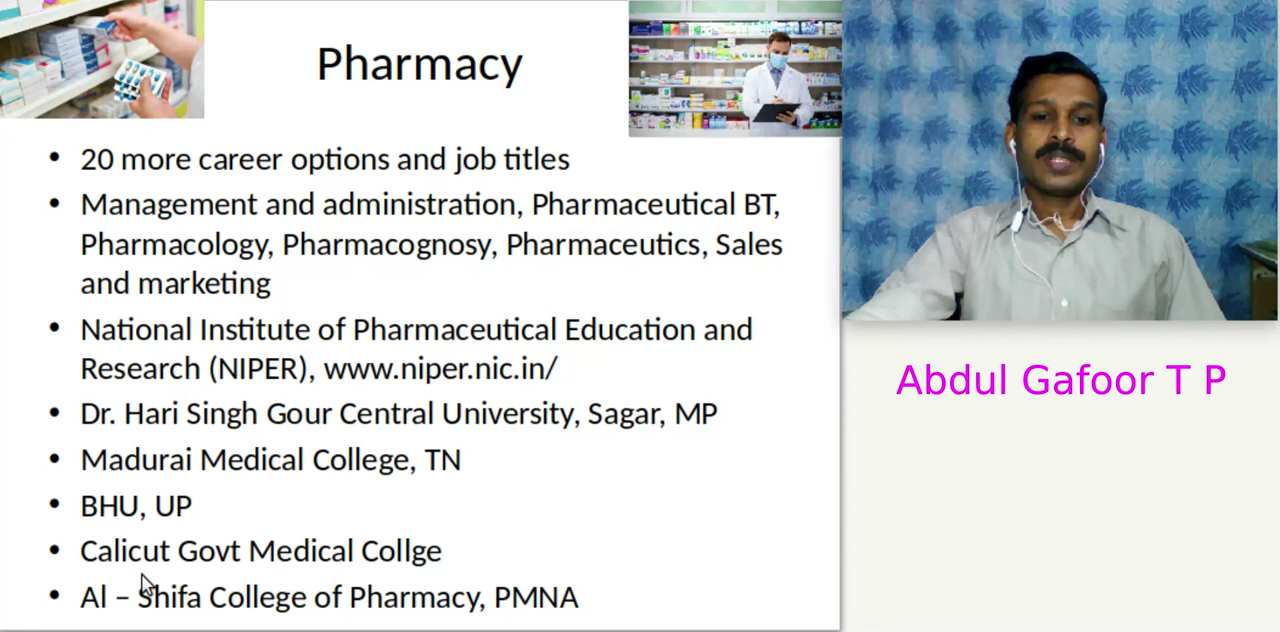 Pharmacy
• 20 more career options and job titles
• Management and administration, Pharmaceutical BT,
Pharmacology, Pharmacognosy, Pharmaceutics, Sales
and marketing
• National Institute of Pharmaceutical Education and
Research (NIPER), www.niper.nic.in/
• Dr. Hari Singh Gour Central University, Sagar, MP
• Madurai Medical College, TN
• BHU, UP
• Calicut Govt Medical Collge
• Al – Shifa College of Pharmacy, PMNA
Abdul Gafoor T P